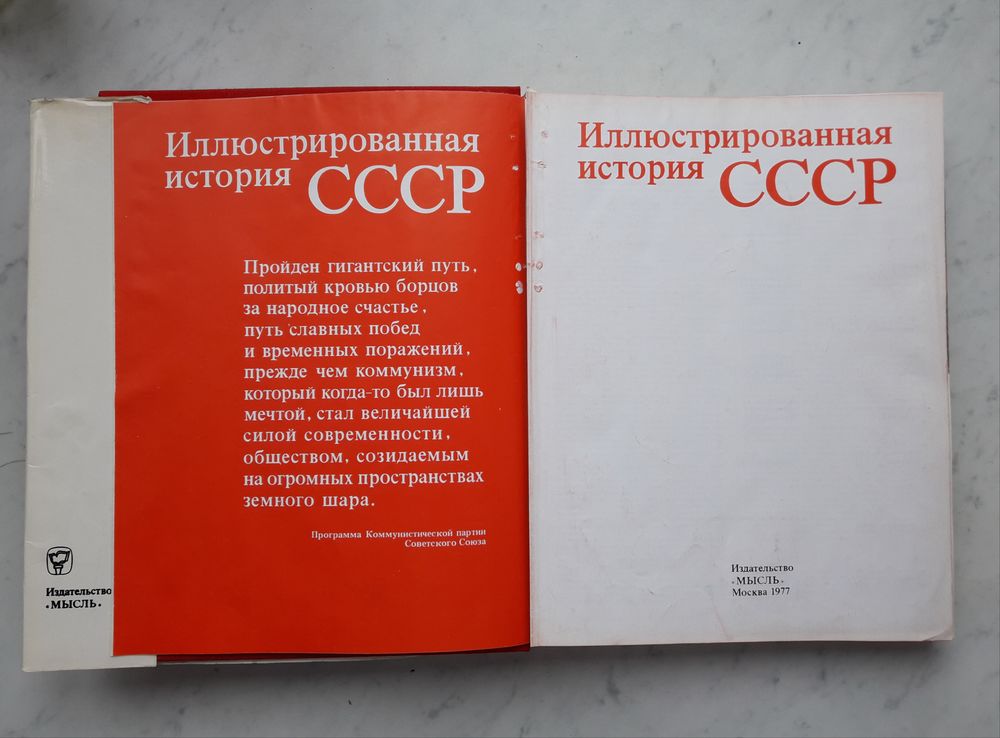 Иллюстрированная
история СССР
Пройден гигантский путь,
политый кровью борцов
за народное счастье,
путь славных побед
и временных поражений,
прежде чем коммунизм,
который когда-то был лишь
мечтой, стал величайшей
силой современности,
обществом, созидаемым
на огромных пространствах
земного шара.
Программа Коммунистической партии
Советского Союза
Издательство
«МЫСЛЬ»
Иллюстрированная
история СССР
Издательство
«МЫСЛЬ»
Москва 1977